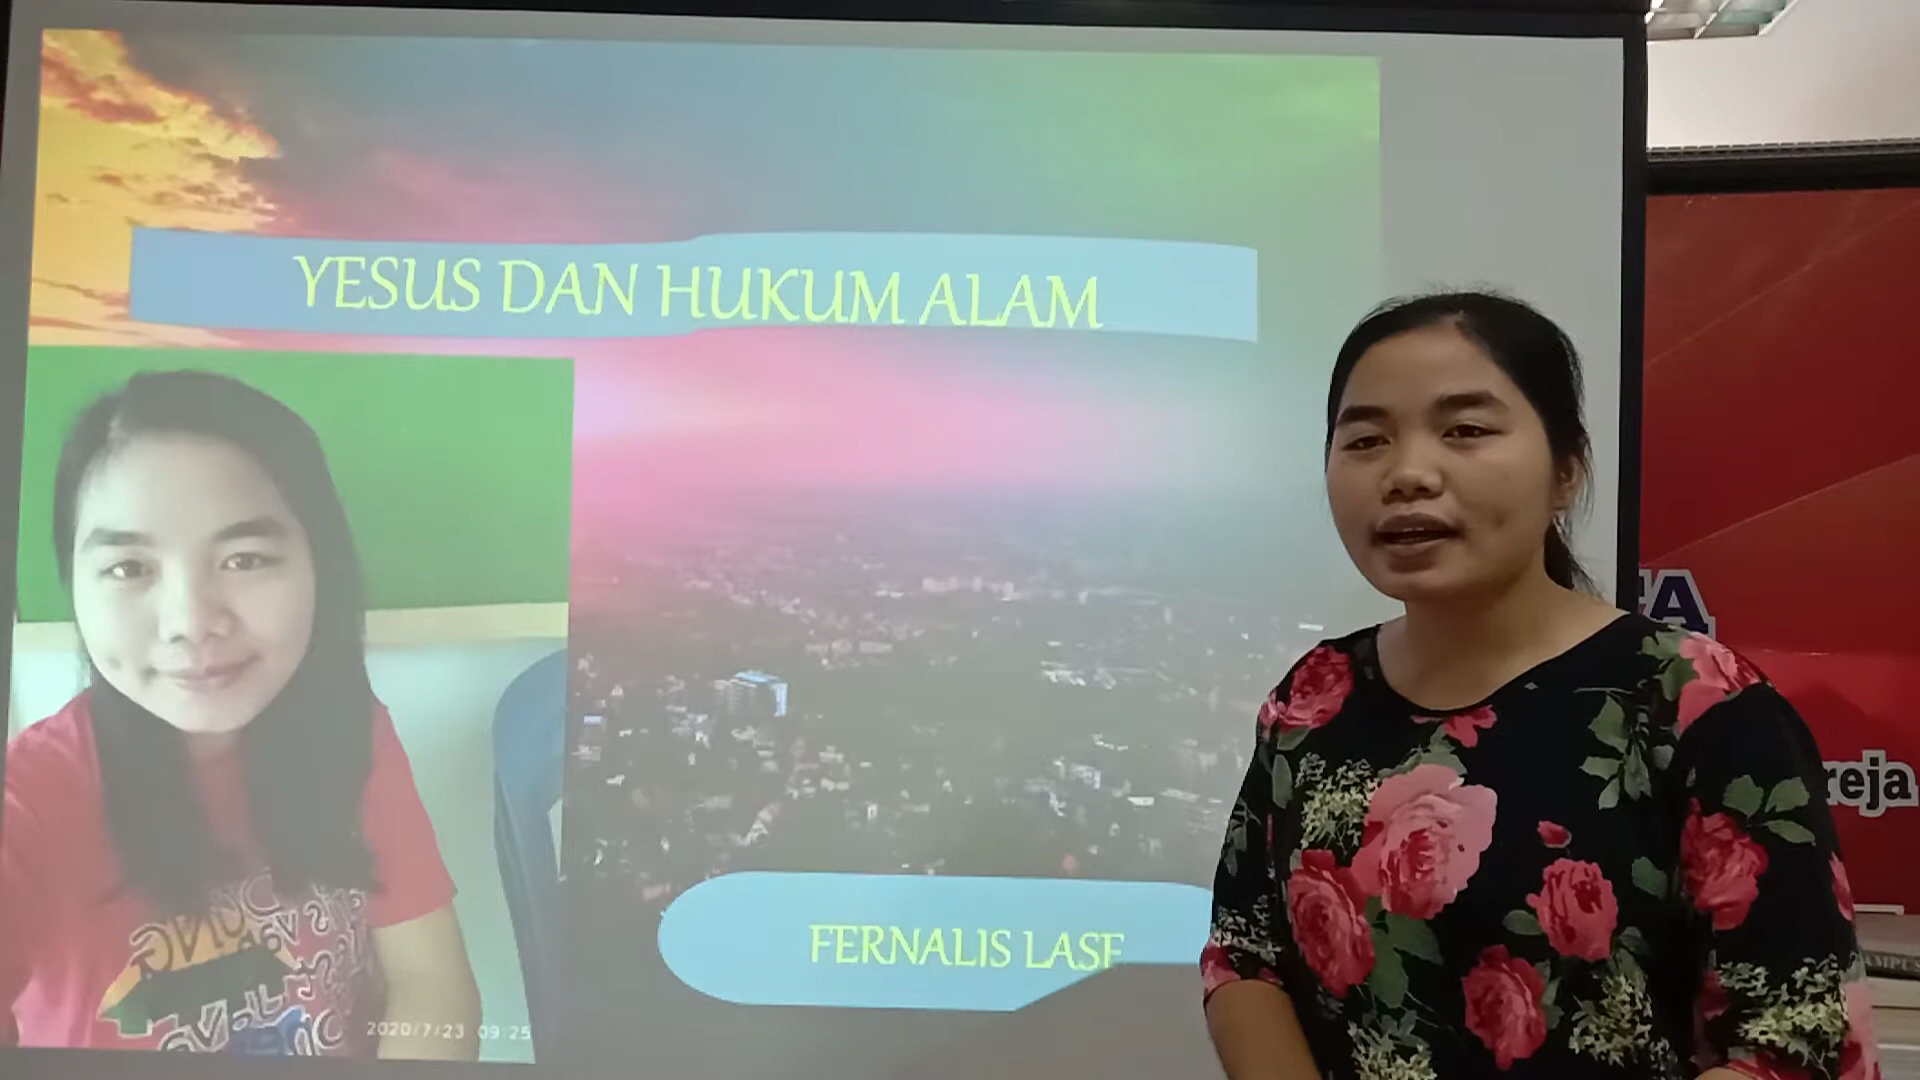 YESUS DAN HUKUM ALAM
FERNALIS LASE
2020/7/23 09:25
reja